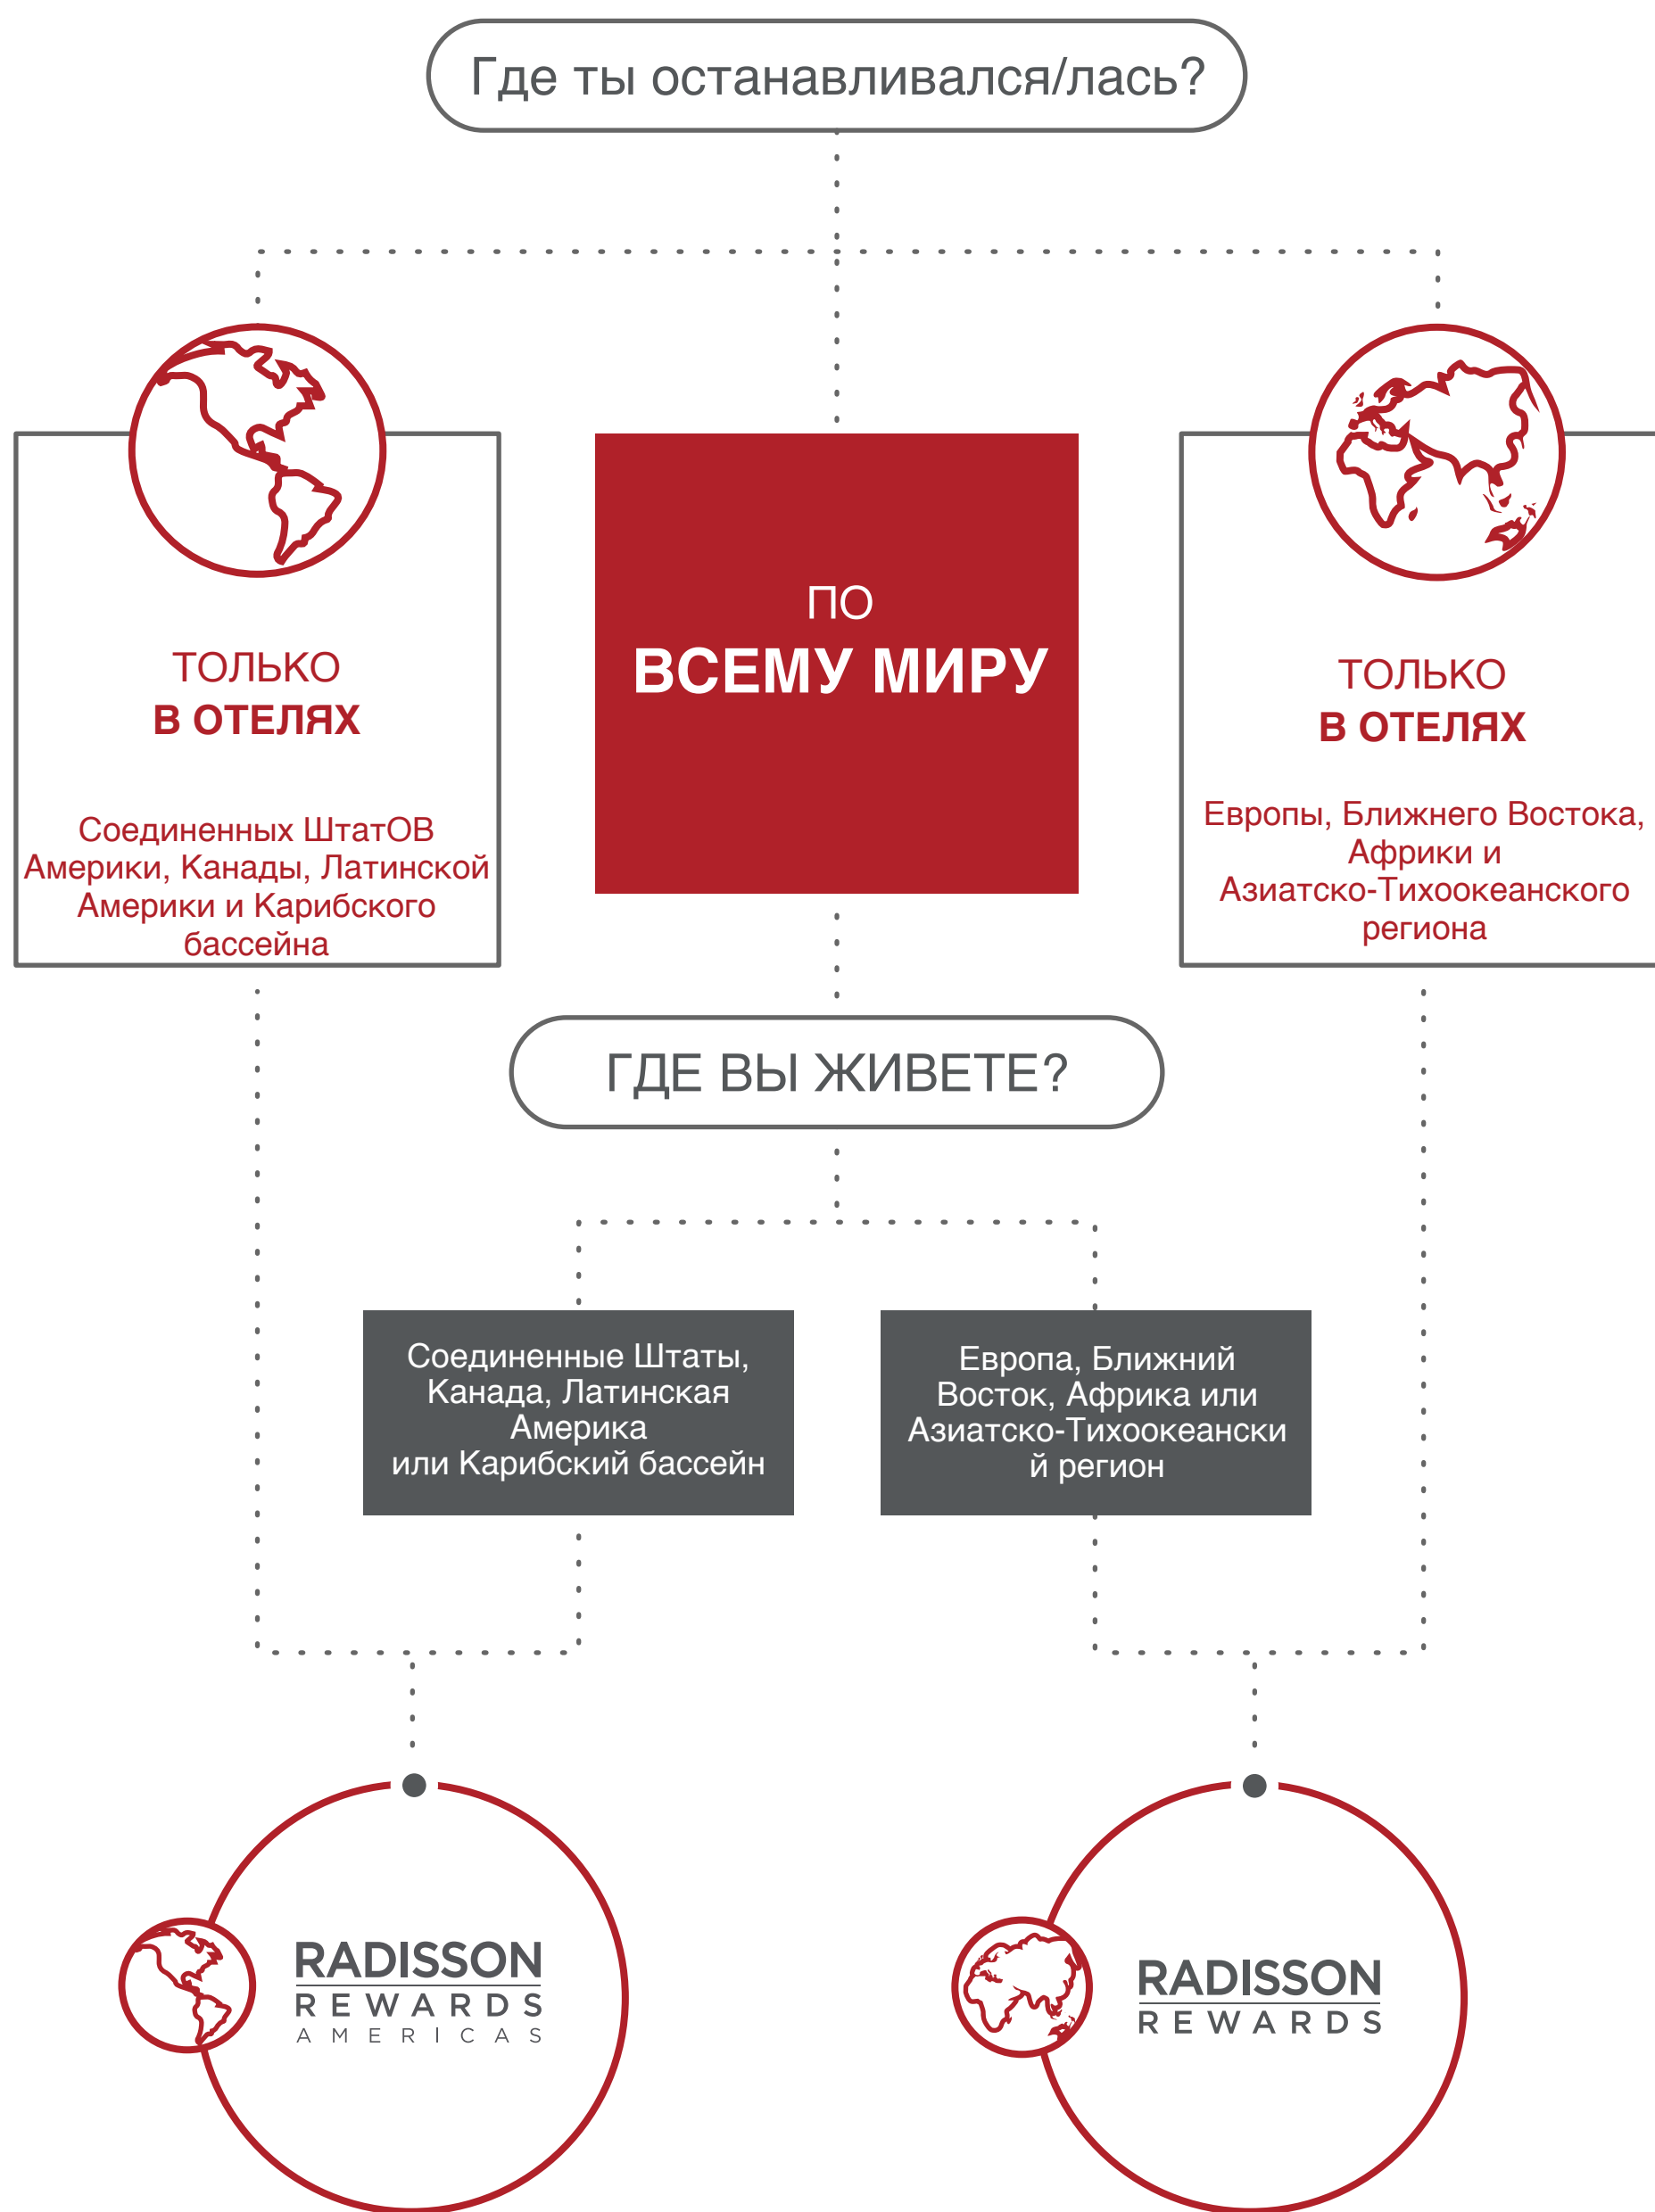 Где ты останавливался/лась?
ТОЛЬКО
В ОТЕЛЯХ
Соединенных ШтатОВ
Америки, Канады, Латинской
Америки и Карибского
бассейна
ПО
ВСЕМУ МИРУ
ТОЛЬКО
В ОТЕЛЯХ
Европы, Ближнего Востока,
Африки и
Азиатско-Тихоокеанского
региона
ГДЕ ВЫ ЖИВЕТЕ?
Соединенные Штаты,
Канада, Латинская
Америка
или Карибский бассейн
Европа, Ближний
Восток, Африка или
Азиатско-Тихоокеански
й регион
RADISSON
REWARDS
AMERICAS
RADISSON
REWARDS